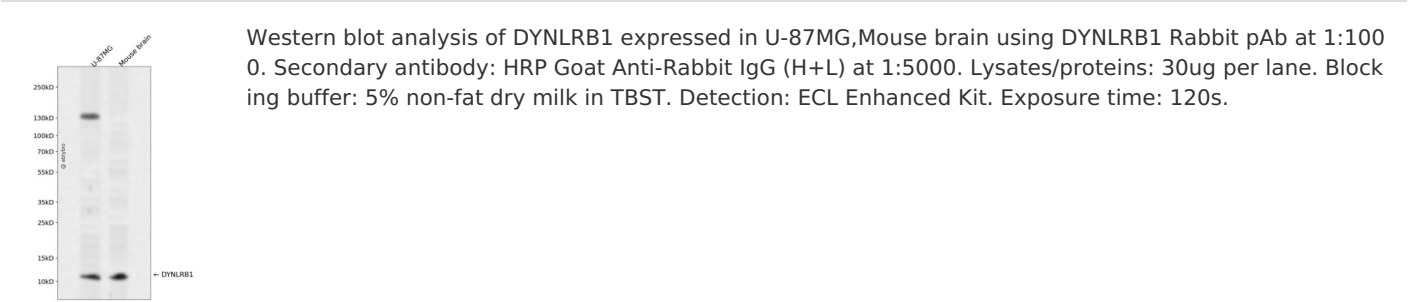 U-87MG
Mouse brain
250kD
130kD
100kD
70kD
55kD
35kD
25kD
15kD
10kD
@ abybio
← DYNLRB1
Western blot analysis of DYNLRB1 expressed in U-87MG,Mouse brain using DYNLRB1 Rabbit pAb at 1:100
0. Secondary antibody: HRP Goat Anti-Rabbit IgG (H+L) at 1:5000. Lysates/proteins: 30ug per lane. Block
ing buffer: 5% non-fat dry milk in TBST. Detection: ECL Enhanced Kit. Exposure time: 120s.